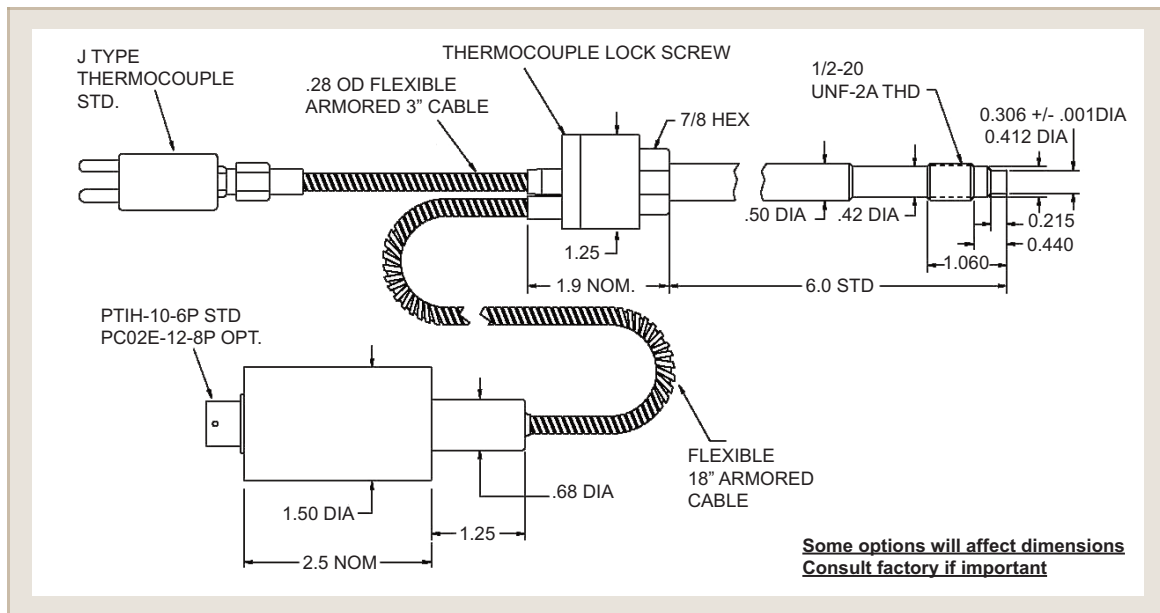 J TYPE
THERMOCOUPLE
STD.
THERMOCOUPLE LOCK SCREW
.28 OD FLEXIBLE
ARMORED 3” CABLE
7/8 HEX
1/2-20
UNF-2A THD
0.306 +/- .001DIA
0.412 DIA
.50 DIA
.42 DIA
0.215
0.440
1.060
1.25
1.9 NOM.
6.0 STD
PTIH-10-6P STD
PC02E-12-8P OPT.
FLEXIBLE
18” ARMORED
CABLE
.68 DIA
1.50 DIA
1.25
2.5 NOM
Some options will affect dimensions
Consult factory if important